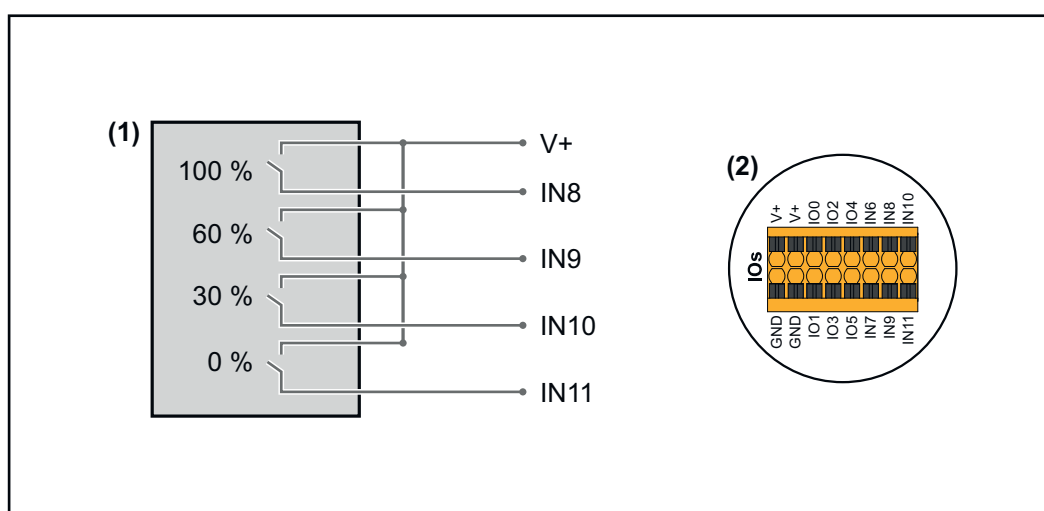 (1)
V+
100 %
IN8
60 %
IN9
30 %
IN10
0 %
IN11
(2)
V+ V+ IO0 IO2 IO4 IN6 IN8 IN10
IOs
GND GND IO1 IO3 IO5 IN7 IN9 IN11